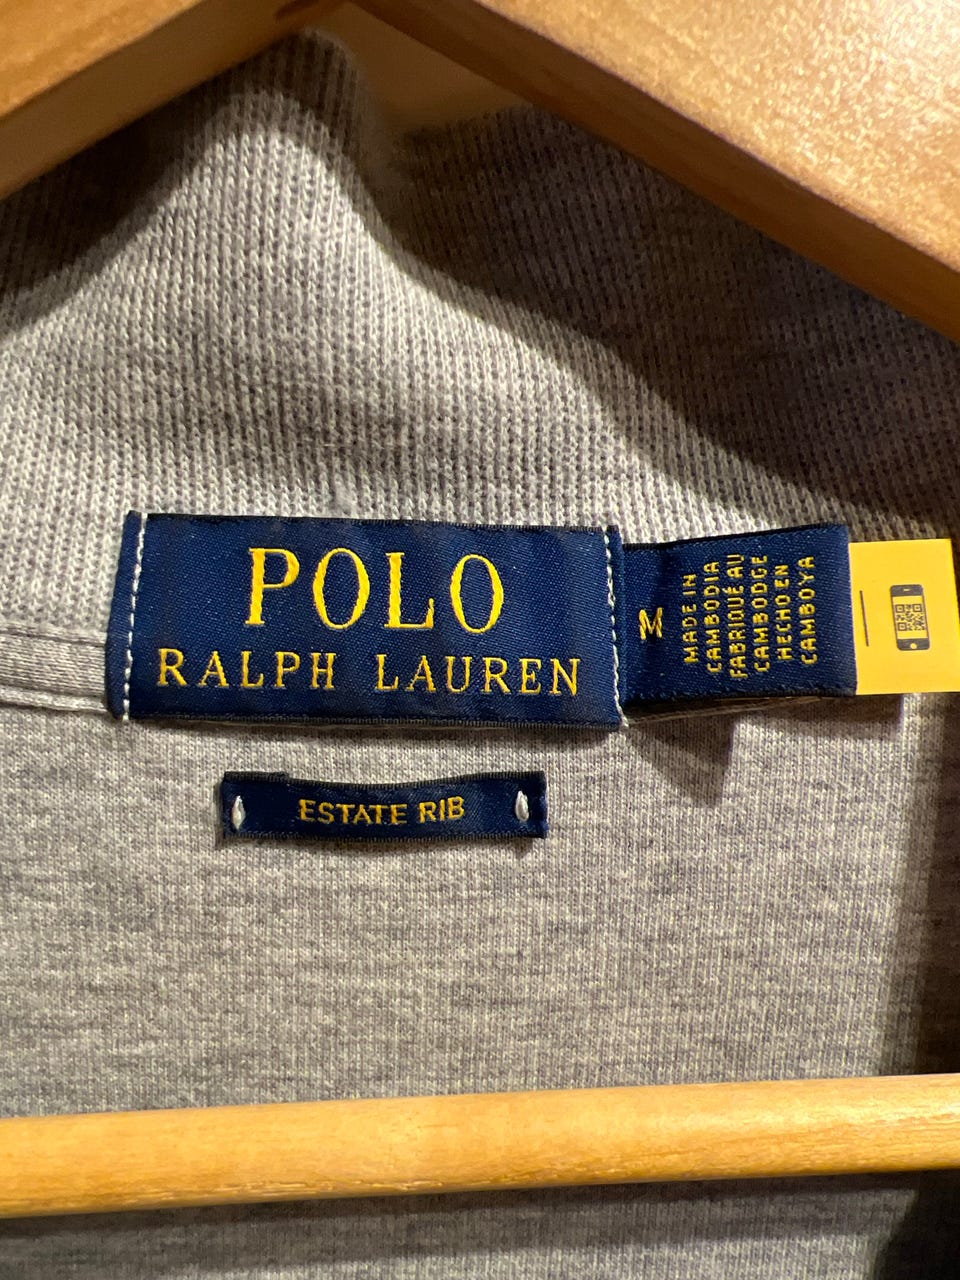 POLO
RALPH LAUREN
M
MADE IN
CAMBODIA
FABRIQUÉ AU
CAMBODGE
HECHO EN
CAMBOYA
ESTATE RIB